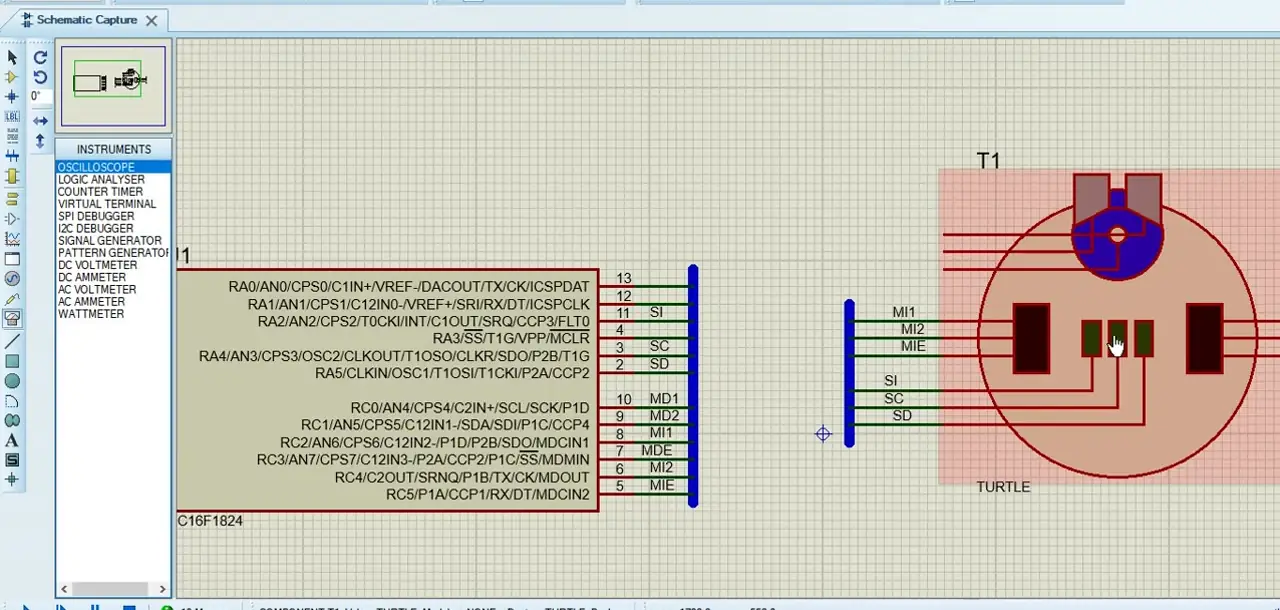 Schematic Capture
0°
LBL
INSTRUMENTS
OSCILLOSCOPE
LOGIC ANALYSER
COUNTER TIMER
VIRTUAL TERMINAL
SPI DEBUGGER
I2C DEBUGGER
SIGNAL GENERATOR
PATTERN GENERATOR
DC VOLTMETER
DC AMMETER
AC VOLTMETER
AC AMMETER
WATTMETER
A
S
RA0/AN0/CPS0/C1IN+/VREF-/DACOUT/TX/CK/ICSPDAT 13
RA1/AN1/CPS1/C12IN0-/VREF+/SRI/RX/DT/ICSPCLK 12
RA2/AN2/CPS2/T0CKI/INT/C1OUT/SRQ/CCP3/FLT0 11 SI
RA3/SS/T1G/VPP/MCLR 4
RA4/AN3/CPS3/OSC2/CLKOUT/T1OSO/CLKR/SDO/P2B/T1G 3 SC
RA5/CLKIN/OSC1/T1OSI/T1CKI/P2A/CCP2 2 SD
RC0/AN4/CPS4/C2IN+/SCL/SCK/P1D 10 MD1
RC1/AN5/CPS5/C12IN1-/SDA/SDI/P1C/CCP4 9 MD2
RC2/AN6/CPS6/C12IN2-/P1D/P2B/SDO/MDCIN1 8 MI1
RC3/AN7/CPS7/C12IN3-/P2A/CCP2/P1C/SS/MDMIN 7 MDE
RC4/C2OUT/SRNQ/P1B/TX/CK/MDOUT 6 MI2
RC5/P1A/CCP1/RX/DT/MDCIN2 5 MIE
C16F1824
T1
MI1
MI2
MIE
SI
SC
SD
TURTLE